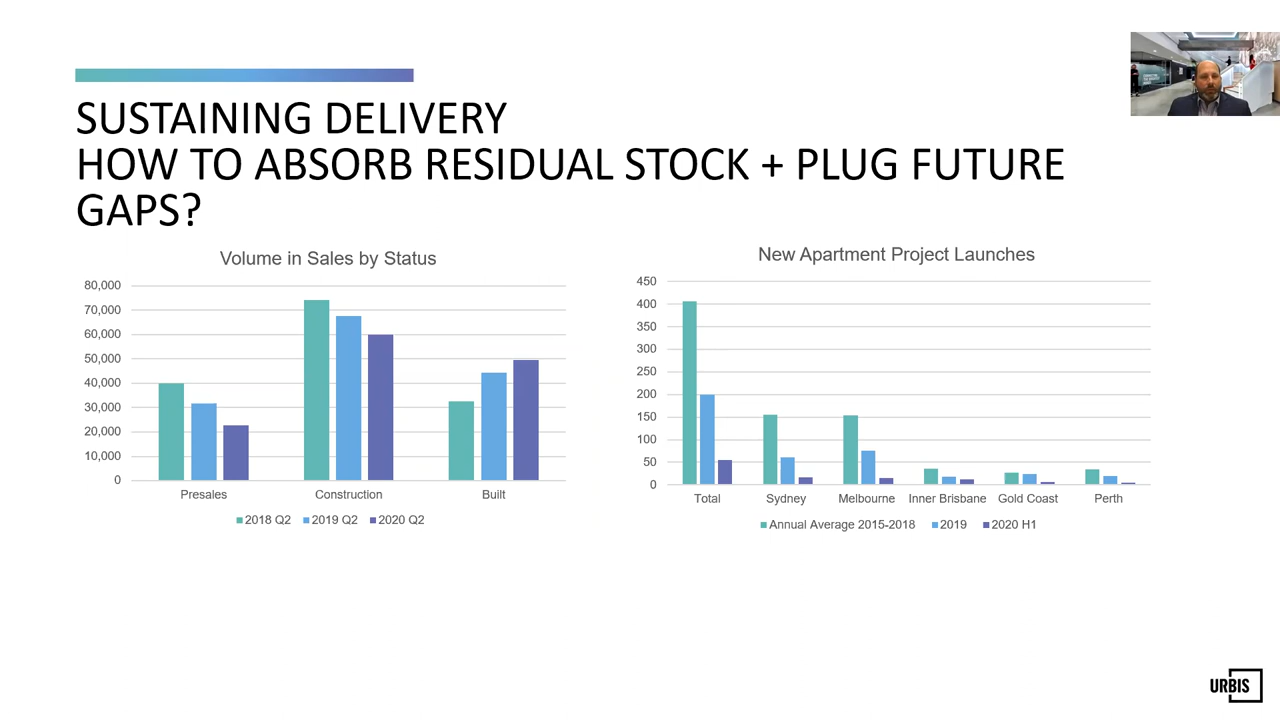 SUSTAINING DELIVERY
HOW TO ABSORB RESIDUAL STOCK + PLUG FUTURE
GAPS?
Volume in Sales by Status
80,000
70,000
60,000
50,000
40,000
30,000
20,000
10,000
0
Presales Construction Built
2018 Q2 2019 Q2 2020 Q2
New Apartment Project Launches
450
400
350
300
250
200
150
100
50
0
Total Sydney Melbourne Inner Brisbane Gold Coast Perth
Annual Average 2015-2018 2019 2020 H1
URBIS